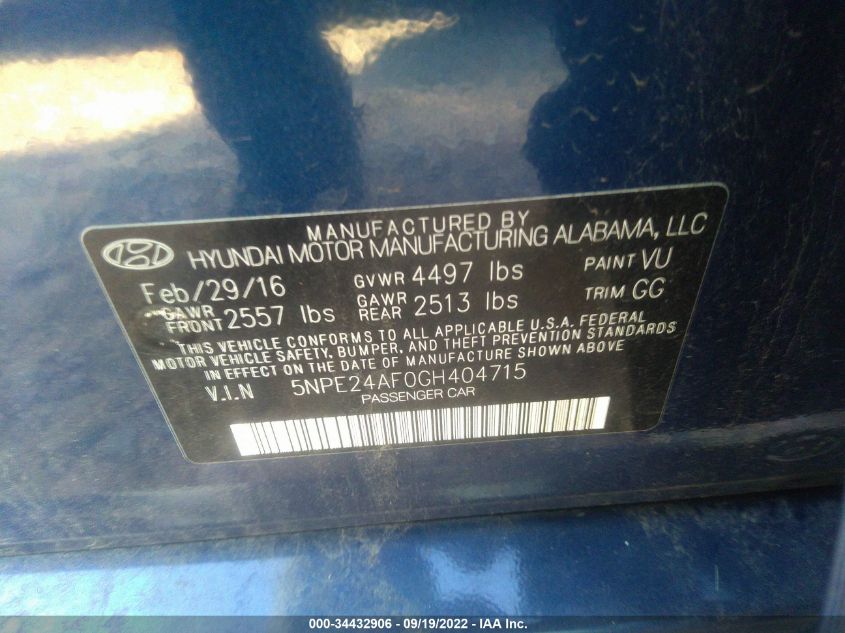 MANUFACTURED BY
HYUNDAI MOTOR MANUFACTURING ALABAMA, LLC
Feb/29/16 GVWR 4497 lbs PAINT VU
GAWR FRONT 2557 lbs GAWR REAR 2513 lbs TRIM GG
THIS VEHICLE CONFORMS TO ALL APPLICABLE U.S.A. FEDERAL
MOTOR VEHICLE SAFETY, BUMPER, AND THEFT PREVENTION STANDARDS
IN EFFECT ON THE DATE OF MANUFACTURE SHOWN ABOVE
V.I.N 5NPE24AF0GH404715
PASSENGER CAR
000-34432906 - 09/19/2022 - IAA Inc.